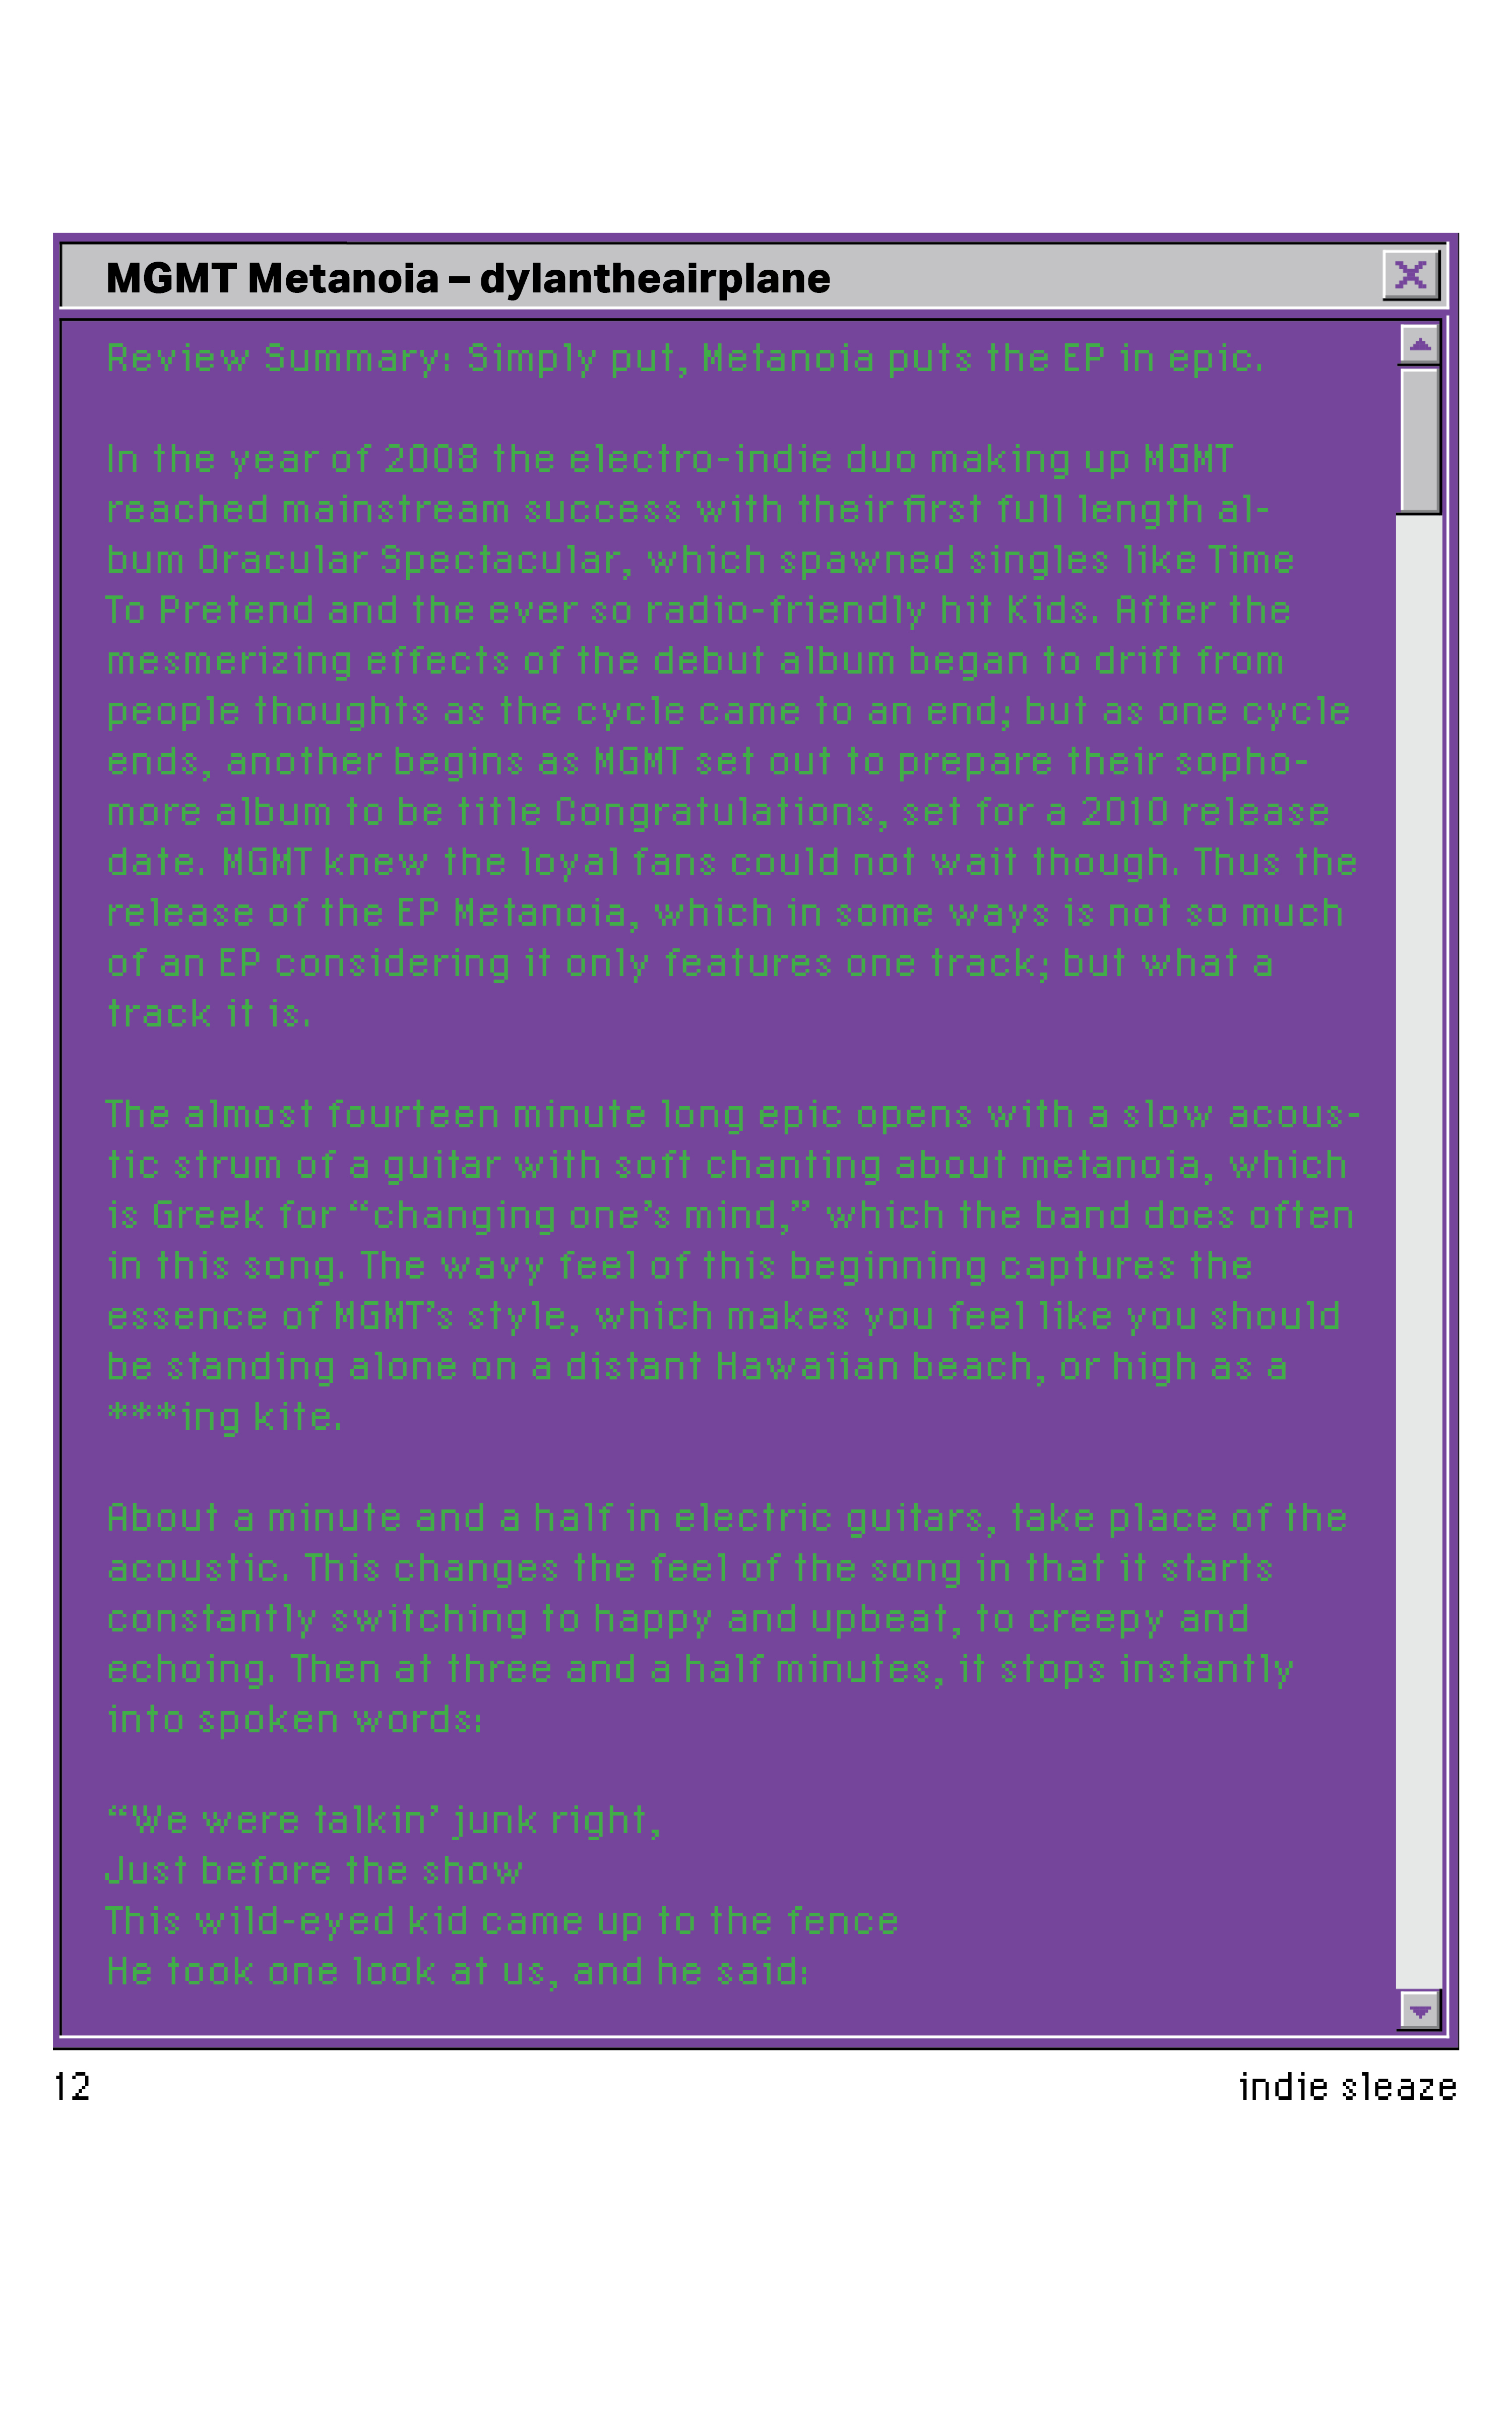 MGMT Metanoia – dylantheairplane
Review Summary: Simply put, Metanoia puts the EP in epic.
In the year of 2008 the electro-indie duo making up MGMT
reached mainstream success with their first full length al-
bum Oracular Spectacular, which spawned singles like Time
To Pretend and the ever so radio-friendly hit Kids. After the
mesmerizing effects of the debut album began to drift from
people thoughts as the cycle came to an end; but as one cycle
ends, another begins as MGMT set out to prepare their sopho-
more album to be title Congratulations, set for a 2010 release
date. MGMT knew the loyal fans could not wait though. Thus the
release of the EP Metanoia, which in some ways is not so much
of an EP considering it only features one track; but what a
track it is.
The almost fourteen minute long epic opens with a slow acous-
tic strum of a guitar with soft chanting about metanoia, which
is Greek for “changing one’s mind,” which the band does often
in this song. The wavy feel of this beginning captures the
essence of MGMT’s style, which makes you feel like you should
be standing alone on a distant Hawaiian beach, or high as a
***ing kite.
About a minute and a half in electric guitars, take place of the
acoustic. This changes the feel of the song in that it starts
constantly switching to happy and upbeat, to creepy and
echoing. Then at three and a half minutes, it stops instantly
into spoken words:
“We were talkin’ junk right,
Just before the show
This wild-eyed kid came up to the fence
He took one look at us, and he said:
12
indie sleaze